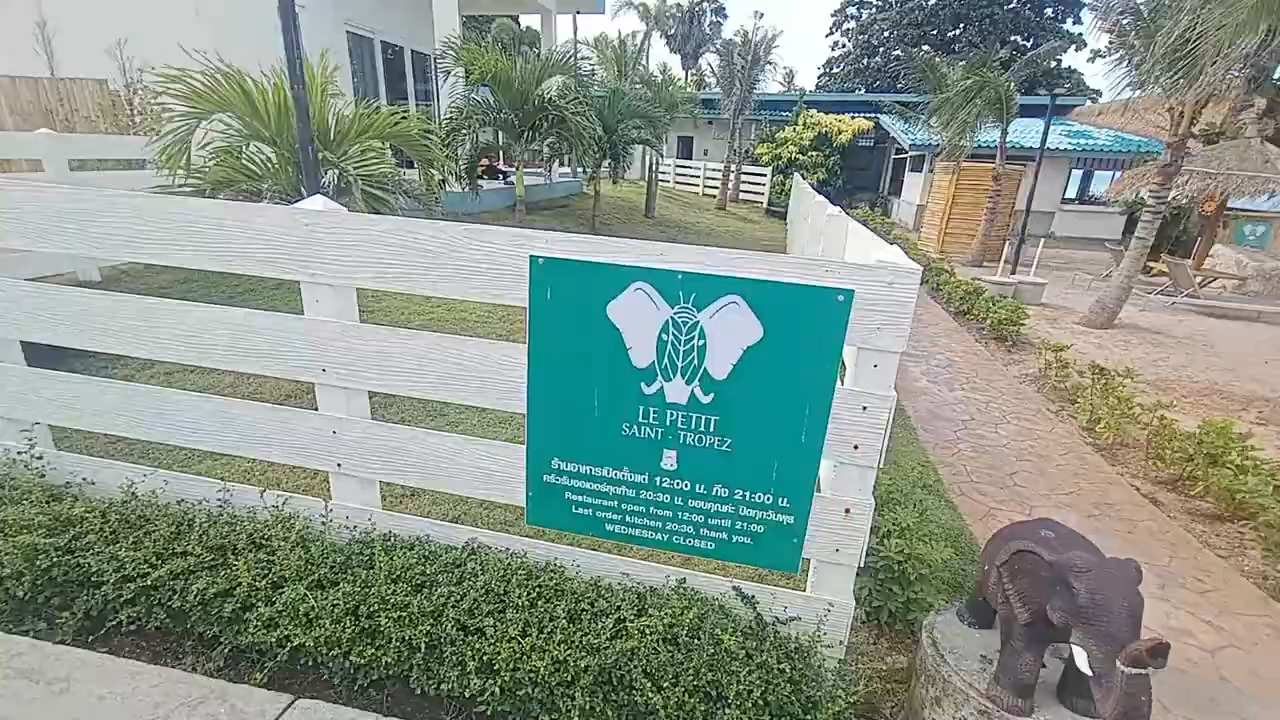 LE PETIT
SAINT - TROPEZ
ร้านอาหารเปิดตั้งแต่ 12:00 น. ถึง 21:00 น.
ครัวรับออเดอร์สุดท้าย 20:30 น. ขอบคุณค่ะ ปิดทุกวันพุธ
Restaurant open from 12:00 until 21:00
Last order kitchen 20:30, thank you.
WEDNESDAY CLOSED